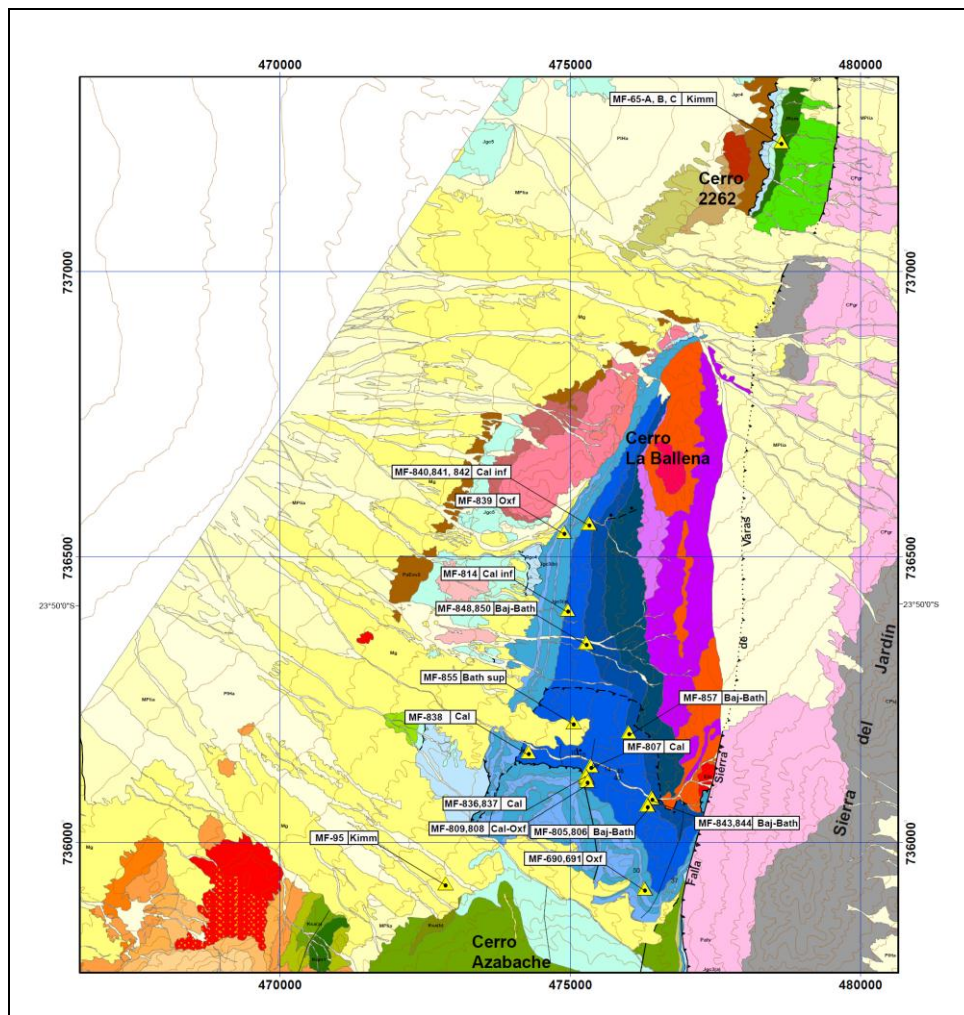 470000 475000 480000
MF-65-A, B, C Kimm
Cerro
2262
737000 737000
Cerro
La Ballena
MF-840,841, 842 Cal inf
MF-839 Oxf
Varas
736500 736500
MF-814 Cal inf
23°50'0"S 23°50'0"S
MF-848,850 Baj-Bath
de
Jardin
MF-855 Bath sup
MF-857 Baj-Bath
MF-838 Cal
del
MF-807 Cal
Sierra
MF-836,837 Cal
Sierra
MF-809,808 Cal-Oxf
MF-805,806 Baj-Bath
MF-843,844 Baj-Bath
MF-95 Kimm
736000 736000
MF-690,691 Oxf
Falla
30
37
Cerro
Azabache
470000 475000 480000